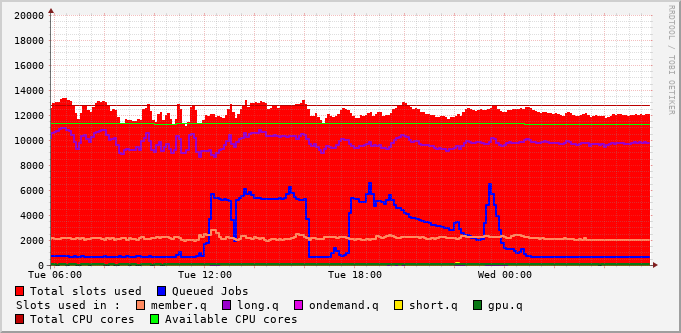 20000
18000
16000
14000
12000
10000
8000
6000
4000
2000
0
Tue 06:00 Tue 12:00 Tue 18:00 Wed 00:00
Total slots used Queued Jobs
Slots used in : member.q long.q ondemand.q short.q gpu.q
Total CPU cores Available CPU cores
RRDTOOL / TOBI OETIKER